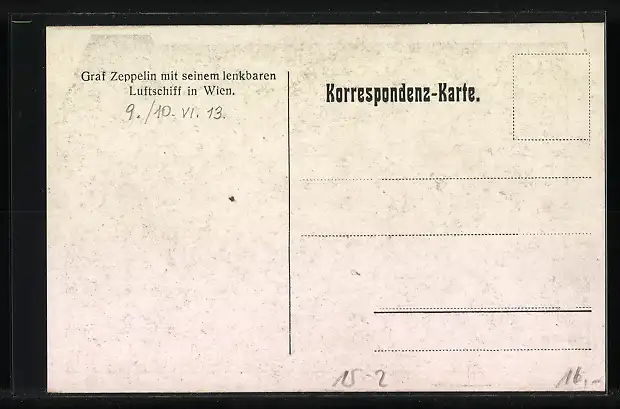 Graf Zeppelin mit seinem lenkbaren
Luftschiff in Wien.
9./10. VI. 13.
Korrespondenz-Karte.
15-2
16,-